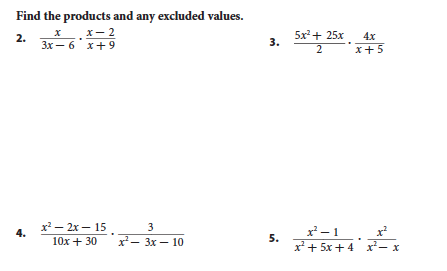 Find the products and any excluded values.
2. x/(3x – 6) · (x – 2)/(x + 9)
3. (5x² + 25x)/2 · 4x/(x + 5)
4. (x² – 2x – 15)/(10x + 30) · 3/(x² – 3x – 10)
5. (x² – 1)/(x² + 5x + 4) · x²/(x² – x)